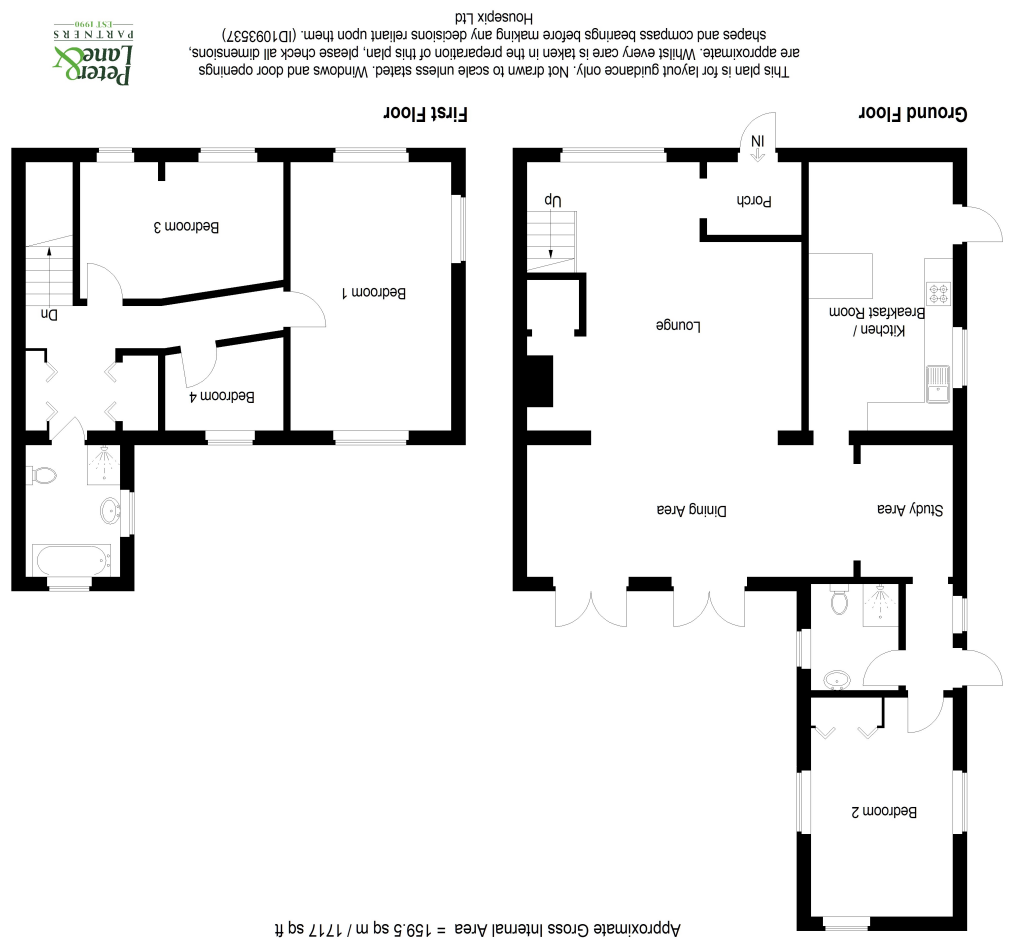 Approximate Gross Internal Area = 159.5 sq m / 1717 sq ft
Bedroom 2
Study Area
Dining Area
Kitchen /
Breakfast Room
Lounge
Up
Porch
IN
Ground Floor
Bedroom 4
Bedroom 1
Dn
Bedroom 3
First Floor
This plan is for layout guidance only. Not drawn to scale unless stated. Windows and door openings
are approximate. Whilst every care is taken in the preparation of this plan, please check all dimensions,
shapes and compass bearings before making any decisions reliant upon them. (ID1093537)
Housepix Ltd
Peter
& Lane
PARTNERS
EST 1990